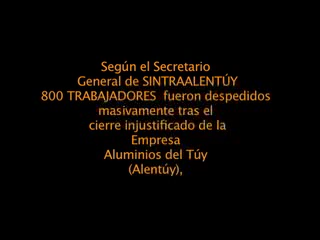 Según el Secretario
General de SINTRAALENTÚY
800 TRABAJADORES fueron despedidos
masivamente tras el
cierre injustificado de la
Empresa
Aluminios del Túy
(Alentúy),